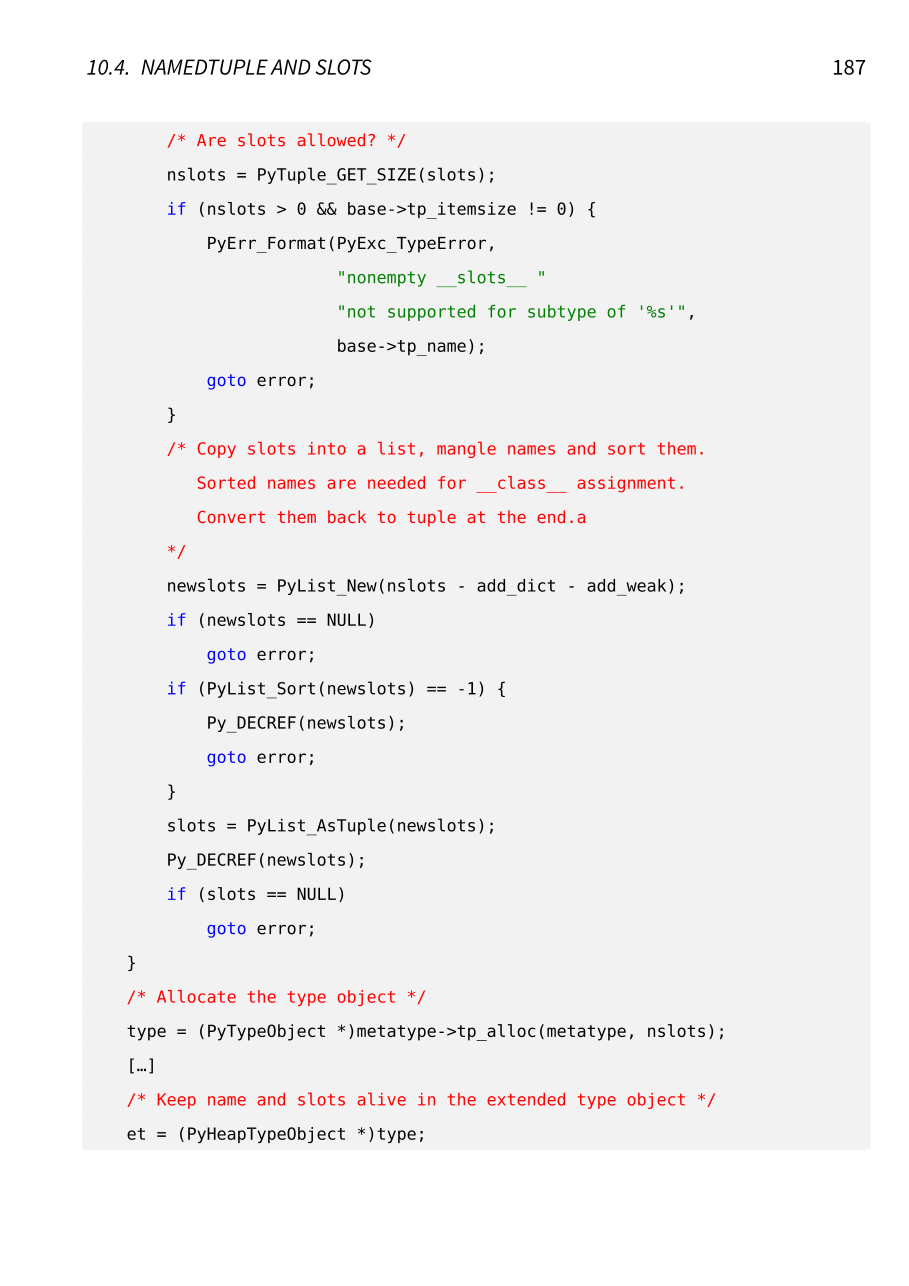 10.4. NAMEDTUPLE AND SLOTS 187
/* Are slots allowed? */
nslots = PyTuple_GET_SIZE(slots);
if (nslots > 0 && base->tp_itemsize != 0) {
PyErr_Format(PyExc_TypeError,
"nonempty __slots__ "
"not supported for subtype of '%s'",
base->tp_name);
goto error;
}
/* Copy slots into a list, mangle names and sort them.
Sorted names are needed for __class__ assignment.
Convert them back to tuple at the end.a
*/
newslots = PyList_New(nslots - add_dict - add_weak);
if (newslots == NULL)
goto error;
if (PyList_Sort(newslots) == -1) {
Py_DECREF(newslots);
goto error;
}
slots = PyList_AsTuple(newslots);
Py_DECREF(newslots);
if (slots == NULL)
goto error;
}
/* Allocate the type object */
type = (PyTypeObject *)metatype->tp_alloc(metatype, nslots);
[…]
/* Keep name and slots alive in the extended type object */
et = (PyHeapTypeObject *)type;